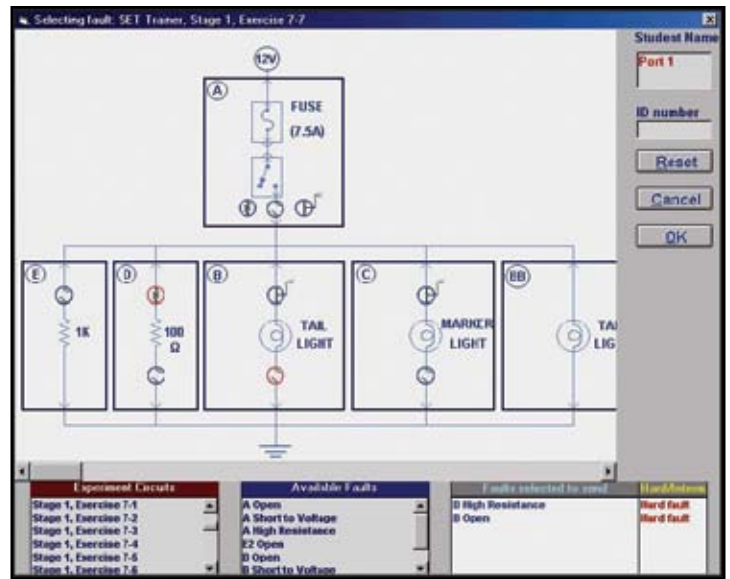 Selecting fault: SET Trainer, Stage 1, Exercise 7-7
Student Name
Port 1
ID number
Reset
Cancel
OK
12V
A
FUSE
(7.5A)
E
1K
D
100
Ω
B
TAIL
LIGHT
C
MARKER
LIGHT
BB
TAI
LIG
Experiment Circuits
Stage 1, Exercise 7-1
Stage 1, Exercise 7-2
Stage 1, Exercise 7-3
Stage 1, Exercise 7-4
Stage 1, Exercise 7-5
Stage 1, Exercise 7-6
Available Faults
A Open
A Short to Voltage
A High Resistance
E2 Open
B Short to Voltage
Faults selected to send
D High Resistance
B Open
Hard fault
Hard fault